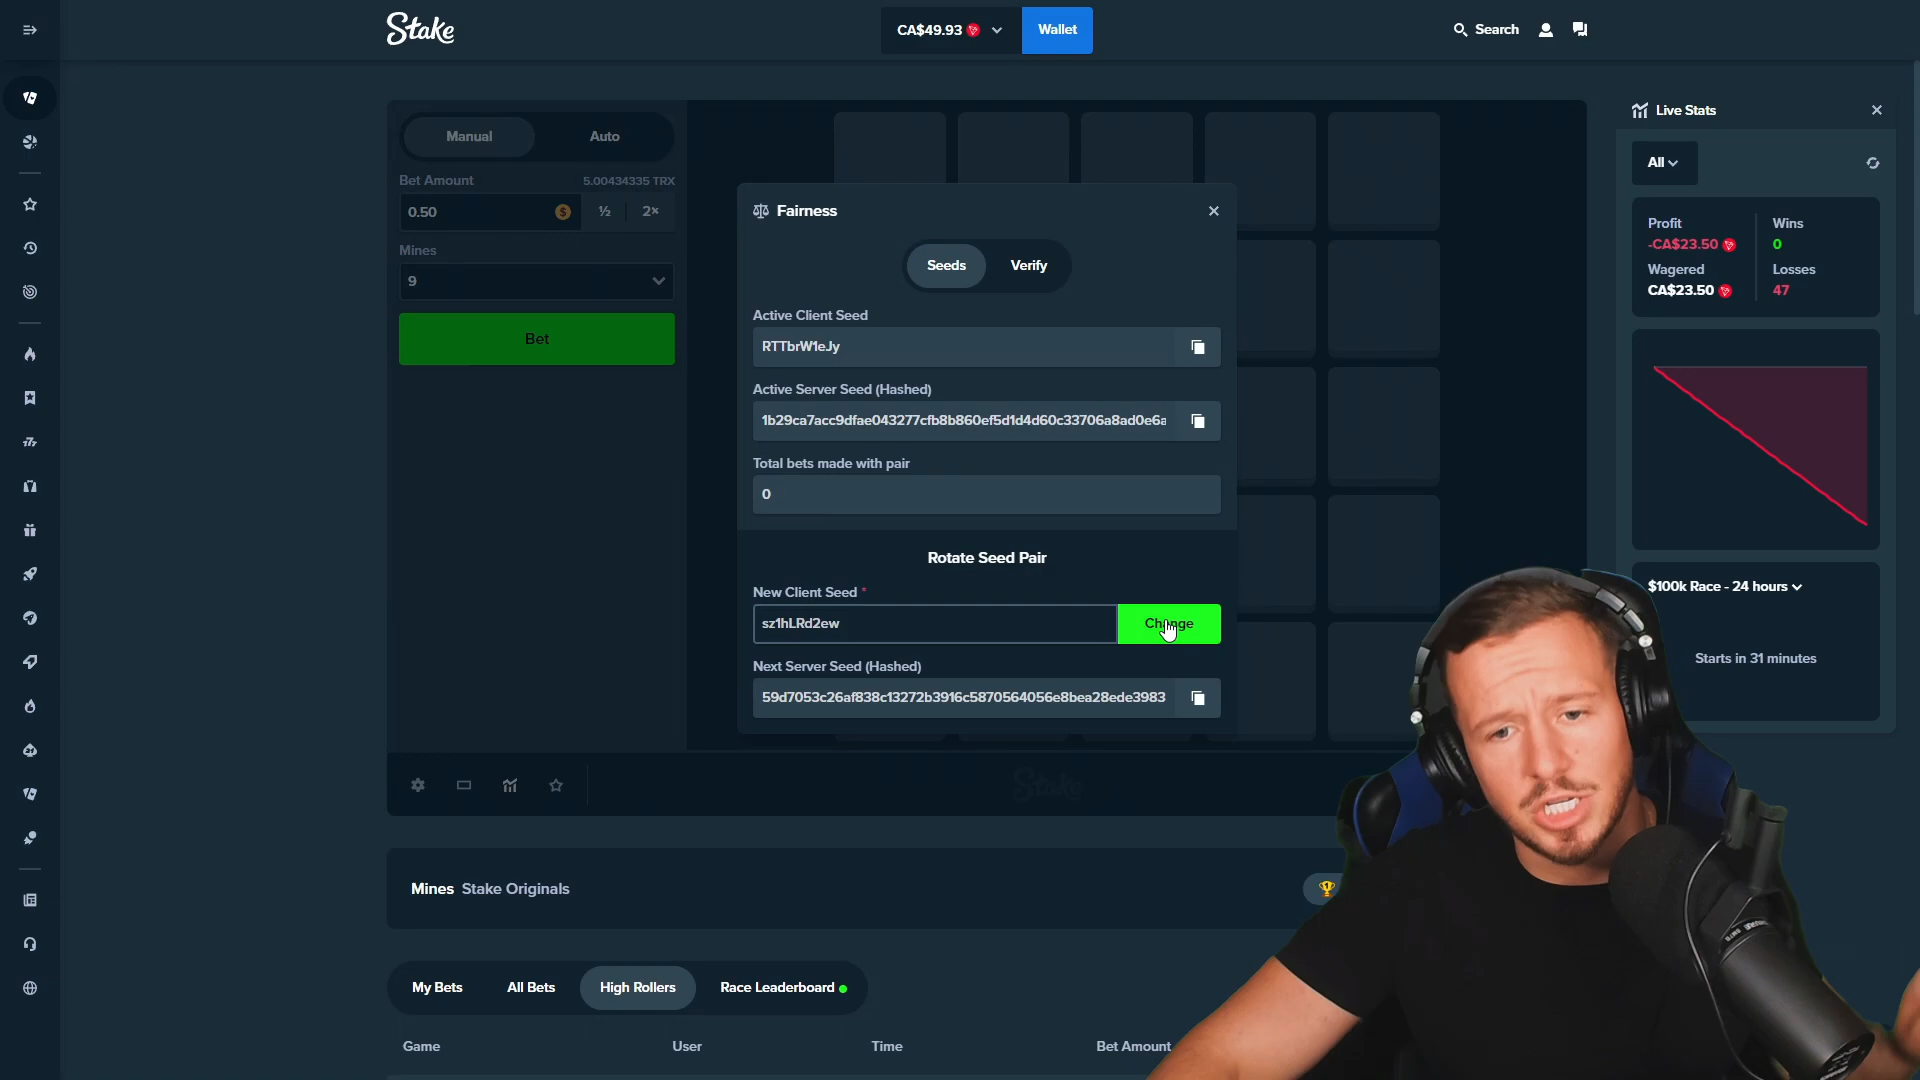 Stake
CA$49.93
Wallet
Search
Manual
Auto
Bet Amount
5.00434335 TRX
0.50
½
2×
Mines
9
Bet
Fairness
Seeds
Verify
Active Client Seed
RTTbrW1eJy
Active Server Seed (Hashed)
1b29ca7acc9dfae043277cfb8b860ef5d1d4d60c33706a8ad0e6a
Total bets made with pair
0
Rotate Seed Pair
New Client Seed *
sz1hLRd2ew
Change
Next Server Seed (Hashed)
59d7053c26af838c13272b3916c5870564056e8bea28ede3983
Live Stats
All
Profit
Wins
-CA$23.50
0
Wagered
Losses
CA$23.50
47
$100k Race - 24 hours
Starts in 31 minutes
Stake
Mines Stake Originals
My Bets
All Bets
High Rollers
Race Leaderboard
Game
User
Time
Bet Amount